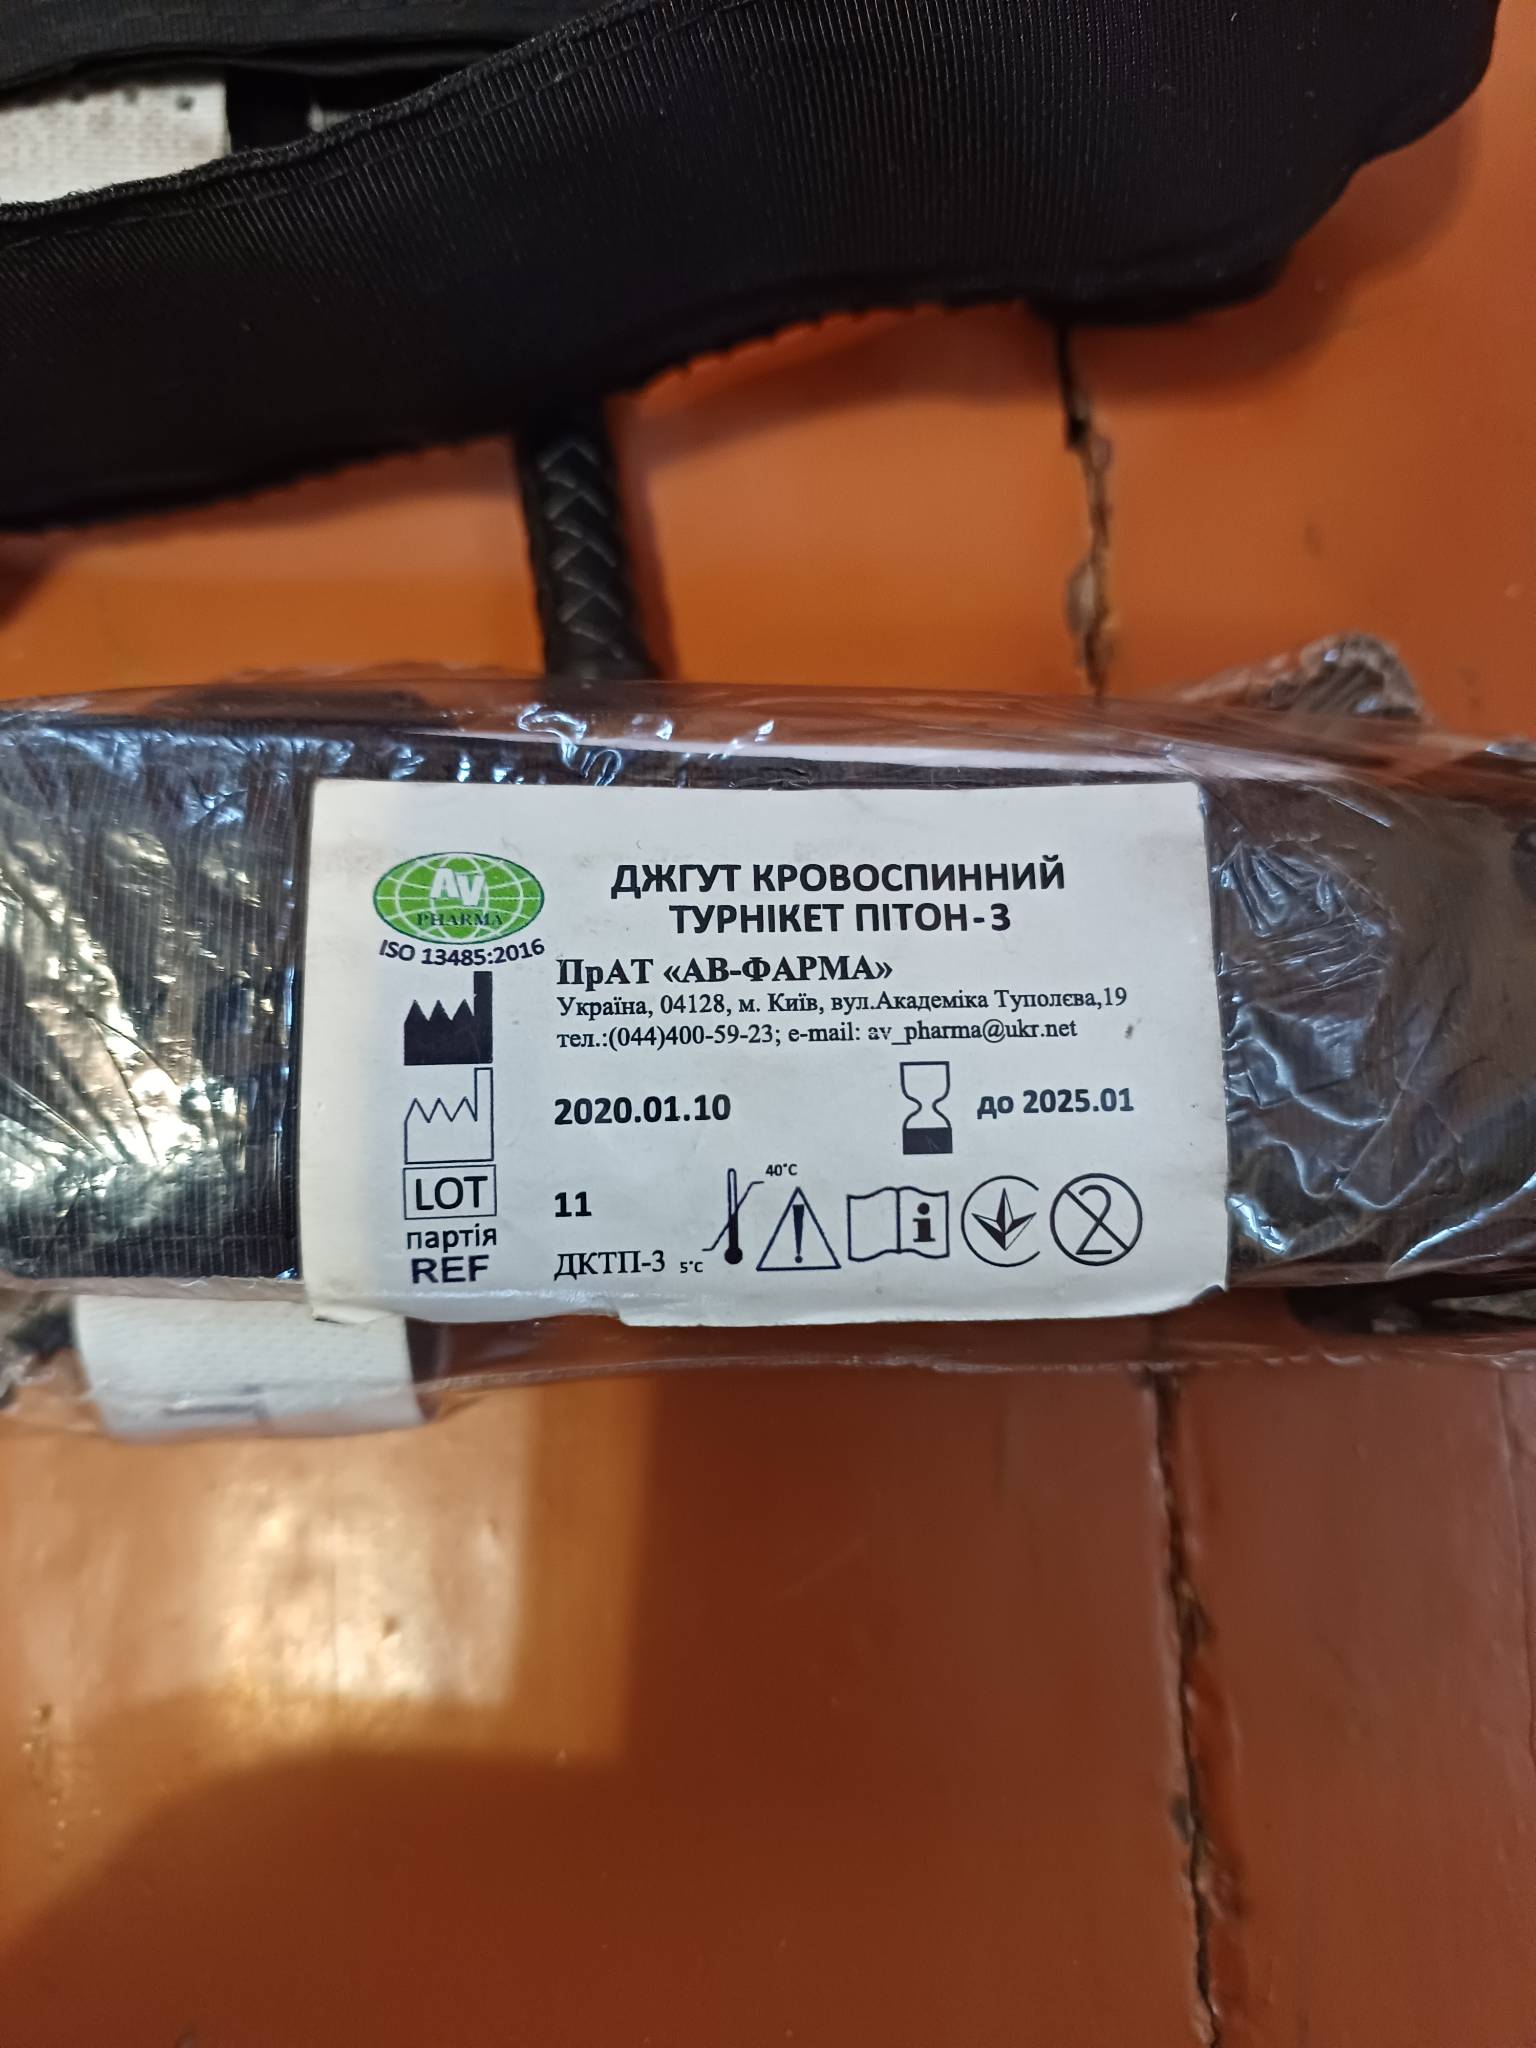 AV
PHARMA
ISO 13485:2016
ДЖГУТ КРОВОСПИННИЙ
ТУРНІКЕТ ПІТОН-3
ПрАТ «АВ-ФАРМА»
Україна, 04128, м. Київ, вул.Академіка Туполєва,19
тел.:(044)400-59-23; e-mail: av_pharma@ukr.net
2020.01.10
до 2025.01
LOT 11
партія
REF ДКТП-3
5°C 40°C
! i 2